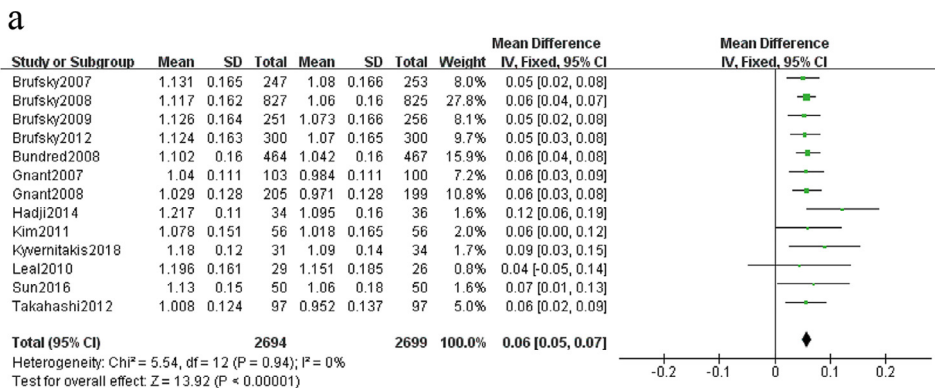 a
Mean Difference Mean Difference
Study or Subgroup Mean SD Total Mean SD Total Weight IV, Fixed, 95% CI IV, Fixed, 95% CI
Brufsky2007 1.131 0.165 247 1.08 0.166 253 8.0% 0.05 [0.02, 0.08]
Brufsky2008 1.117 0.162 827 1.06 0.16 825 27.8% 0.06 [0.04, 0.07]
Brufsky2009 1.126 0.164 251 1.073 0.166 256 8.1% 0.05 [0.02, 0.08]
Brufsky2012 1.124 0.163 300 1.07 0.165 300 9.7% 0.05 [0.03, 0.08]
Bundred2008 1.102 0.16 464 1.042 0.16 467 15.9% 0.06 [0.04, 0.08]
Gnant2007 1.04 0.111 103 0.984 0.111 100 7.3% 0.06 [0.03, 0.09]
Gnant2008 1.029 0.128 205 0.971 0.128 199 10.8% 0.06 [0.03, 0.08]
Hadji2014 1.217 0.11 34 1.095 0.16 36 1.6% 0.12 [0.06, 0.19]
Kim2011 1.078 0.151 56 1.018 0.165 56 2.0% 0.06 [0.00, 0.12]
Kyvernitakis2018 1.18 0.12 31 1.09 0.14 34 1.7% 0.09 [0.03, 0.15]
Leal2010 1.196 0.161 29 1.151 0.185 26 0.8% 0.04 [-0.05, 0.14]
Sun2016 1.13 0.15 50 1.06 0.18 50 1.7% 0.07 [0.01, 0.13]
Takahashi2012 1.008 0.124 97 0.952 0.137 97 4.6% 0.06 [0.02, 0.09]
Total (95% CI) 2694 2699 100.0% 0.06 [0.05, 0.07]
Heterogeneity: Chi² = 5.54, df = 12 (P = 0.94); I² = 0%
Test for overall effect: Z = 13.92 (P < 0.00001)
-0.2 -0.1 0 0.1 0.2